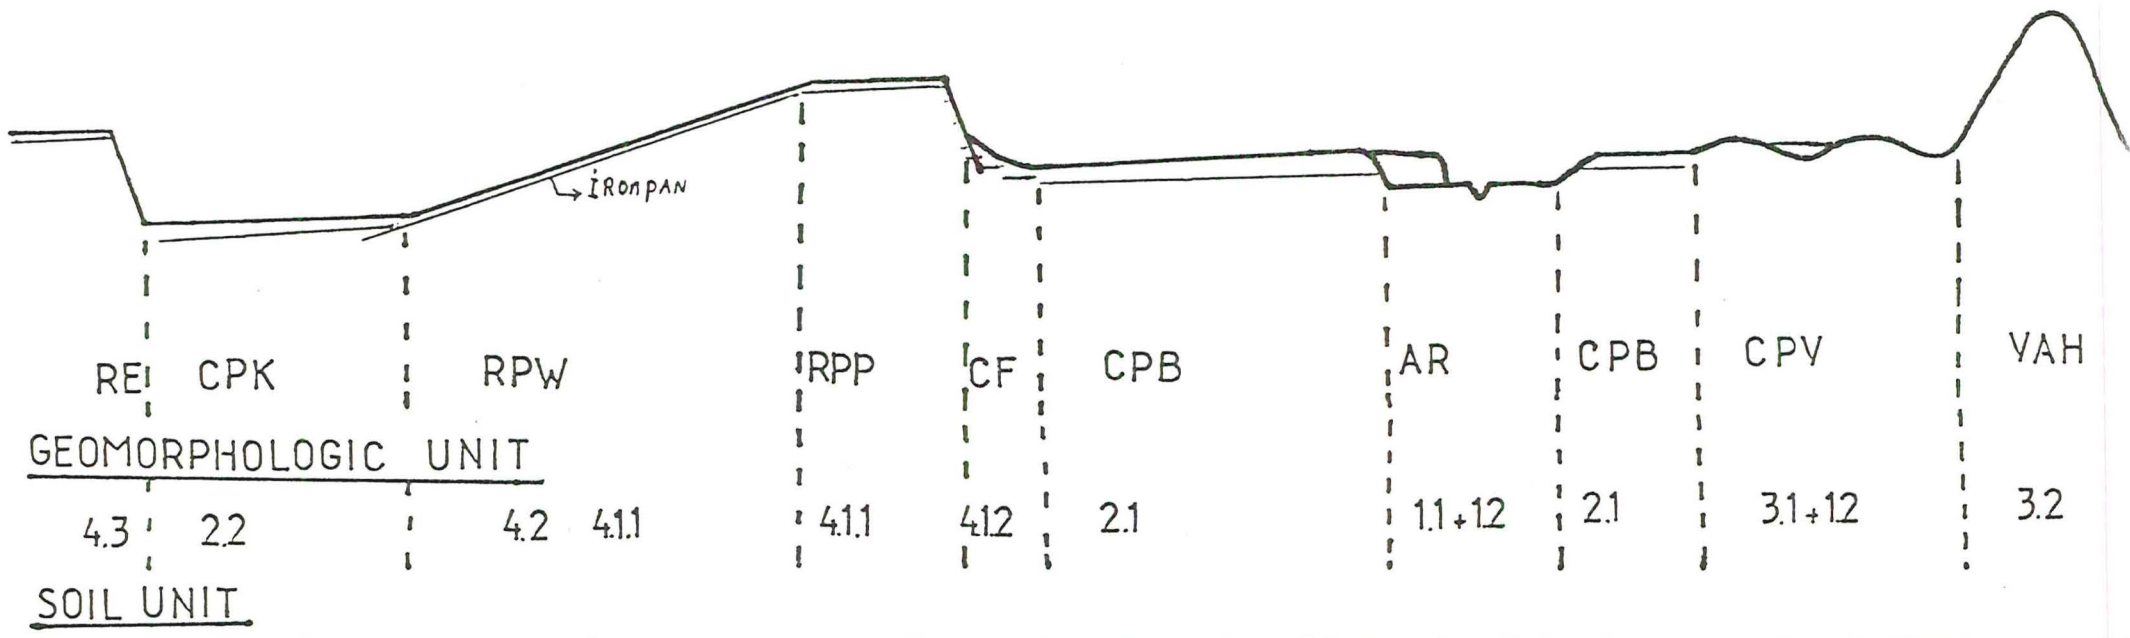 İRONPAN
RE CPK RPW RPP CF CPB AR CPB CPV VAH
GEOMORPHOLOGIC UNIT
4.3 2.2 4.2 4.1.1 4.1.1 4.1.2 2.1 1.1+1.2 2.1 3.1+1.2 3.2
SOIL UNIT